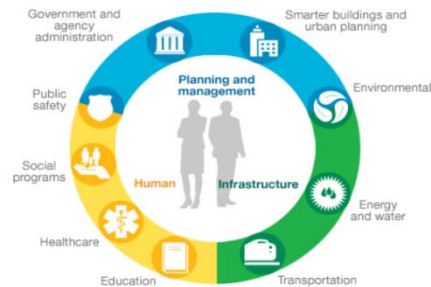 Government and
agency
administration
Smarter buildings and
urban planning
Planning and
management
Public
safety
Environmental
Social
programs
Human
Infrastructure
Energy
and water
Healthcare
Education
Transportation